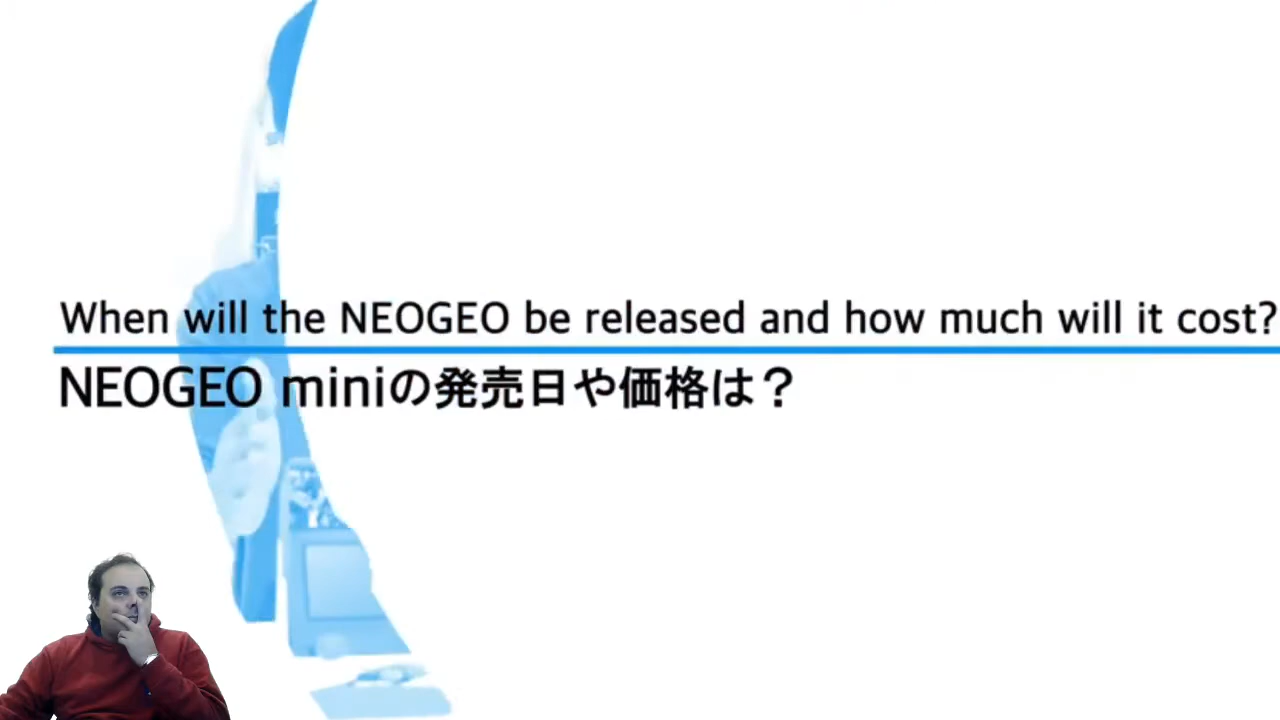 When will the NEOGEO be released and how much will it cost?
NEOGEO miniの発売日や価格は？